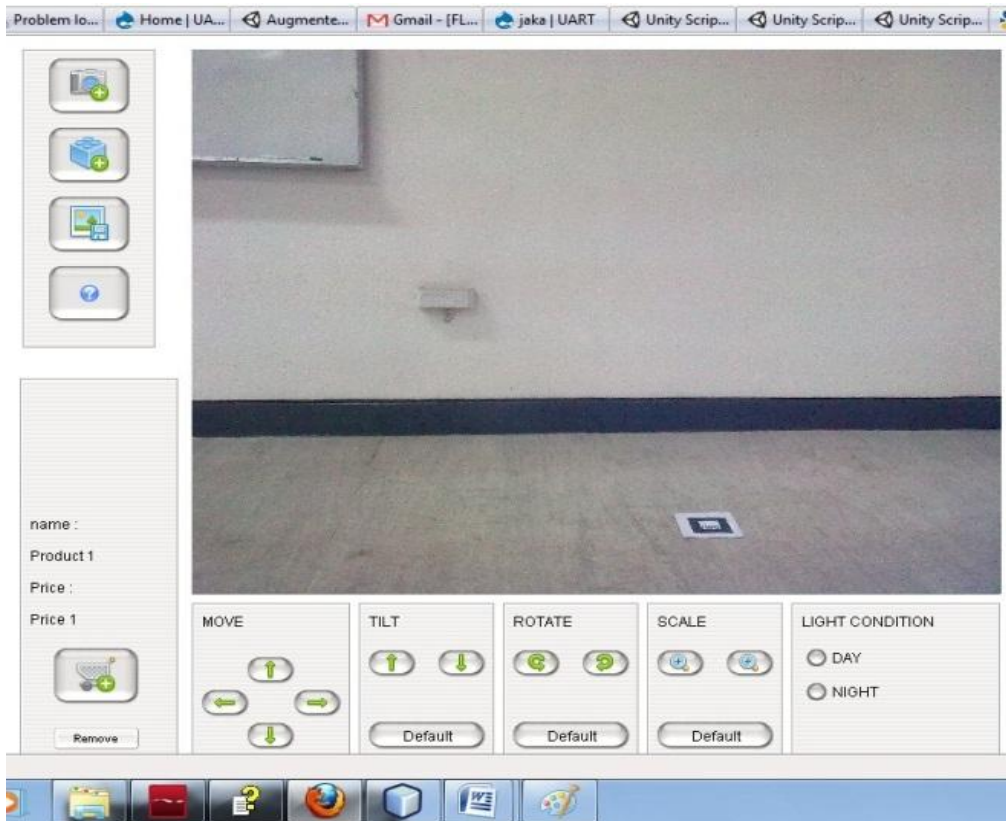 Problem lo...
Home | UA...
Augmente...
Gmail - [FL...
jaka | UART
Unity Scrip...
Unity Scrip...
Unity Scrip...
name :
Product 1
Price :
Price 1
Remove
MOVE
TILT
Default
ROTATE
Default
SCALE
Default
LIGHT CONDITION
DAY
NIGHT